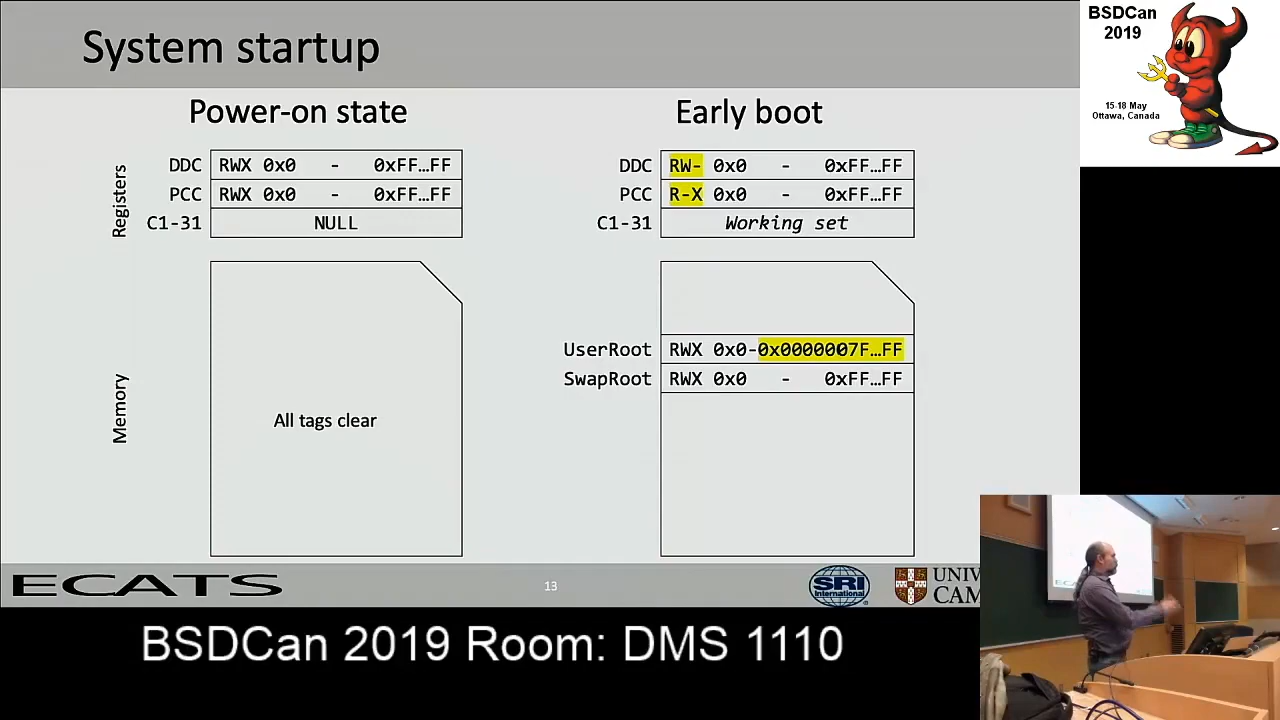 System startup
Power-on state
Registers
DDC RWX 0x0 - 0xFF…FF
PCC RWX 0x0 - 0xFF…FF
C1-31 NULL
Memory
All tags clear
Early boot
DDC RW- 0x0 - 0xFF…FF
PCC R-X 0x0 - 0xFF…FF
C1-31 Working set
UserRoot RWX 0x0-0x0000007F…FF
SwapRoot RWX 0x0 - 0xFF…FF
ECATS
13
SRI
International
UNIV
CAM
BSDCan
2019
15-18 May
Ottawa, Canada
BSDCan 2019 Room: DMS 1110